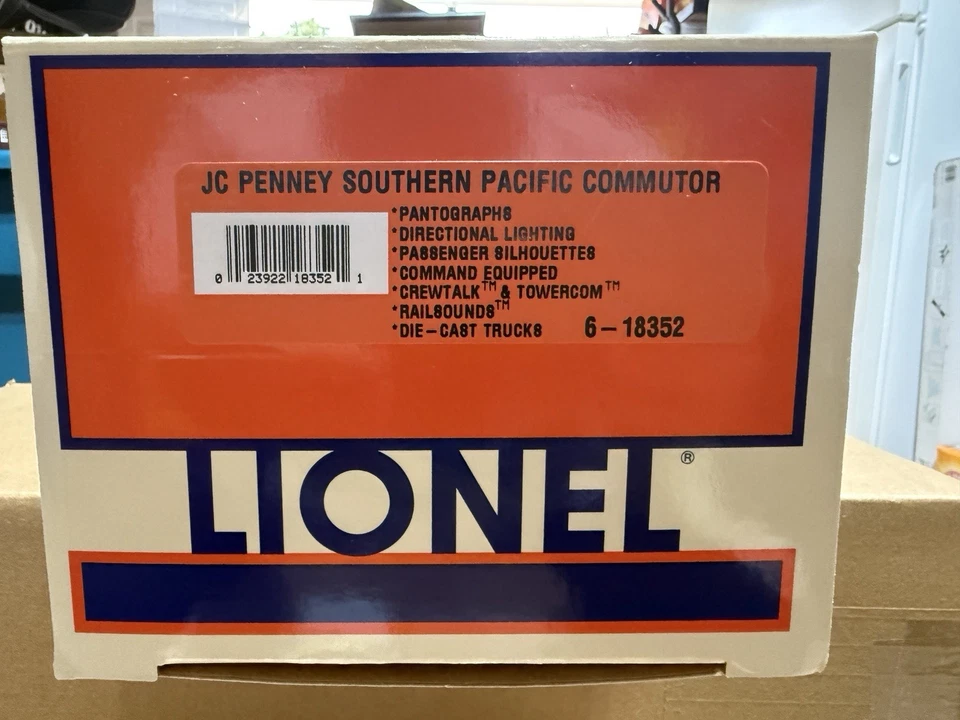 JC PENNEY SOUTHERN PACIFIC COMMUTOR
*PANTOGRAPHS
*DIRECTIONAL LIGHTING
*PASSENGER SILHOUETTES
*COMMAND EQUIPPED
*CREWTALK™ & TOWERCOM™
*RAILSOUNDS™
*DIE-CAST TRUCKS 6-18352
0 23922 18352 1
LIONEL®